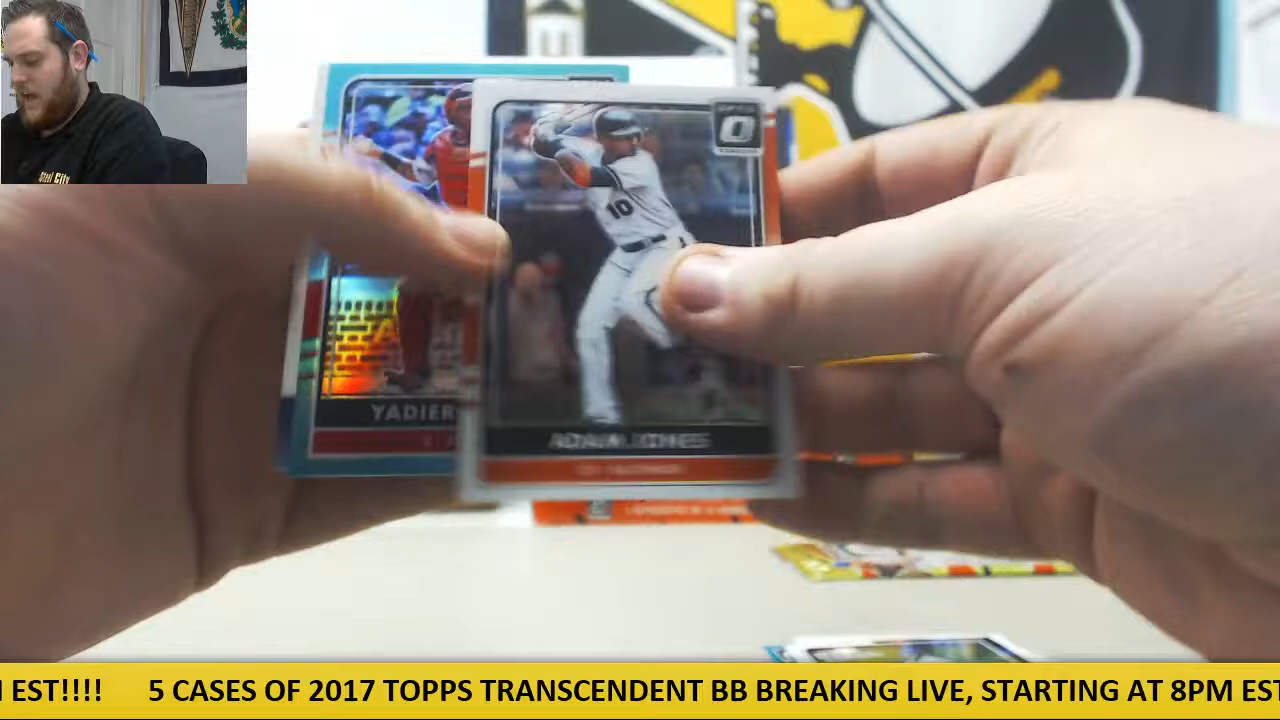 10
YADIER
ADAM JONES
EST!!!! 5 CASES OF 2017 TOPPS TRANSCENDENT BB BREAKING LIVE, STARTING AT 8PM EST